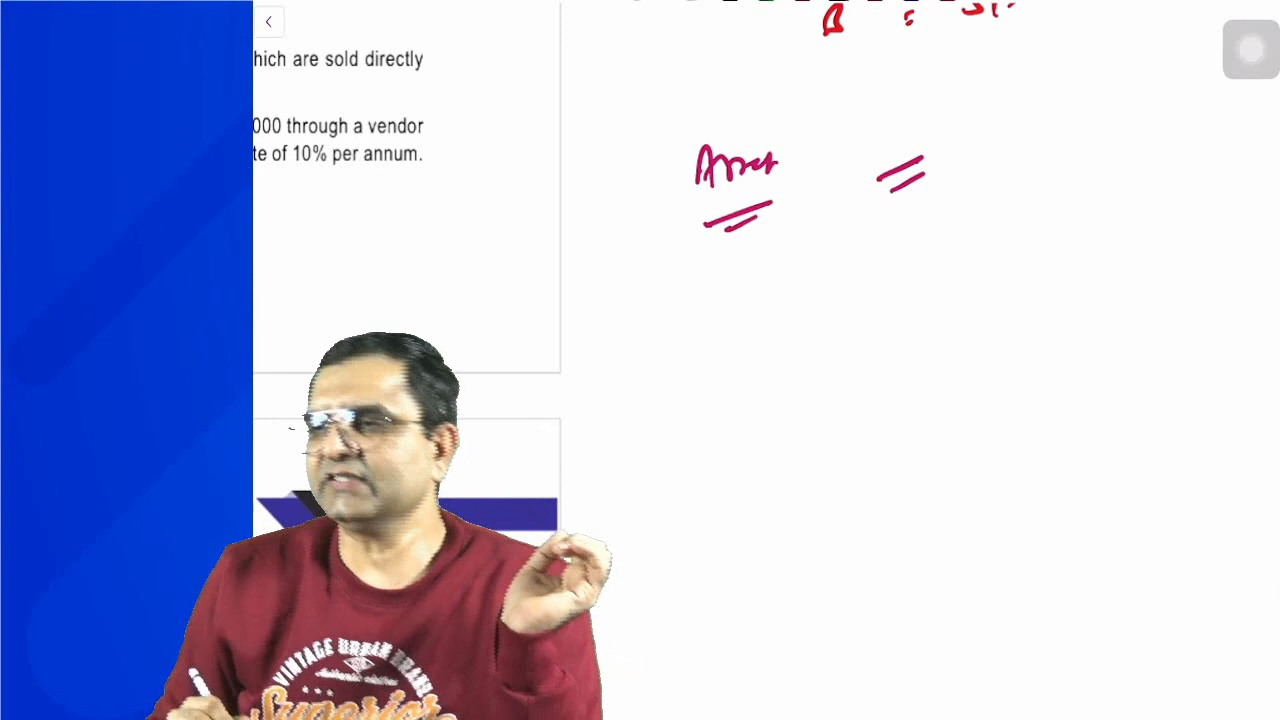 hich are sold directly
000 through a vendor
te of 10% per annum.
Asset
VINTAGE URBAN BRAND
Superior